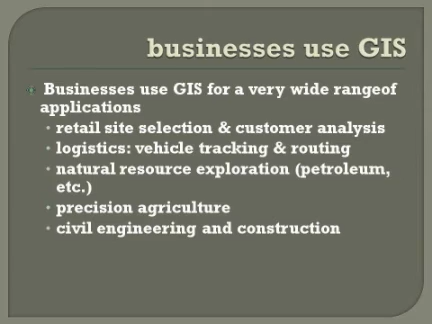 businesses use GIS
Businesses use GIS for a very wide rangeof
applications
• retail site selection & customer analysis
• logistics: vehicle tracking & routing
• natural resource exploration (petroleum,
etc.)
• precision agriculture
• civil engineering and construction